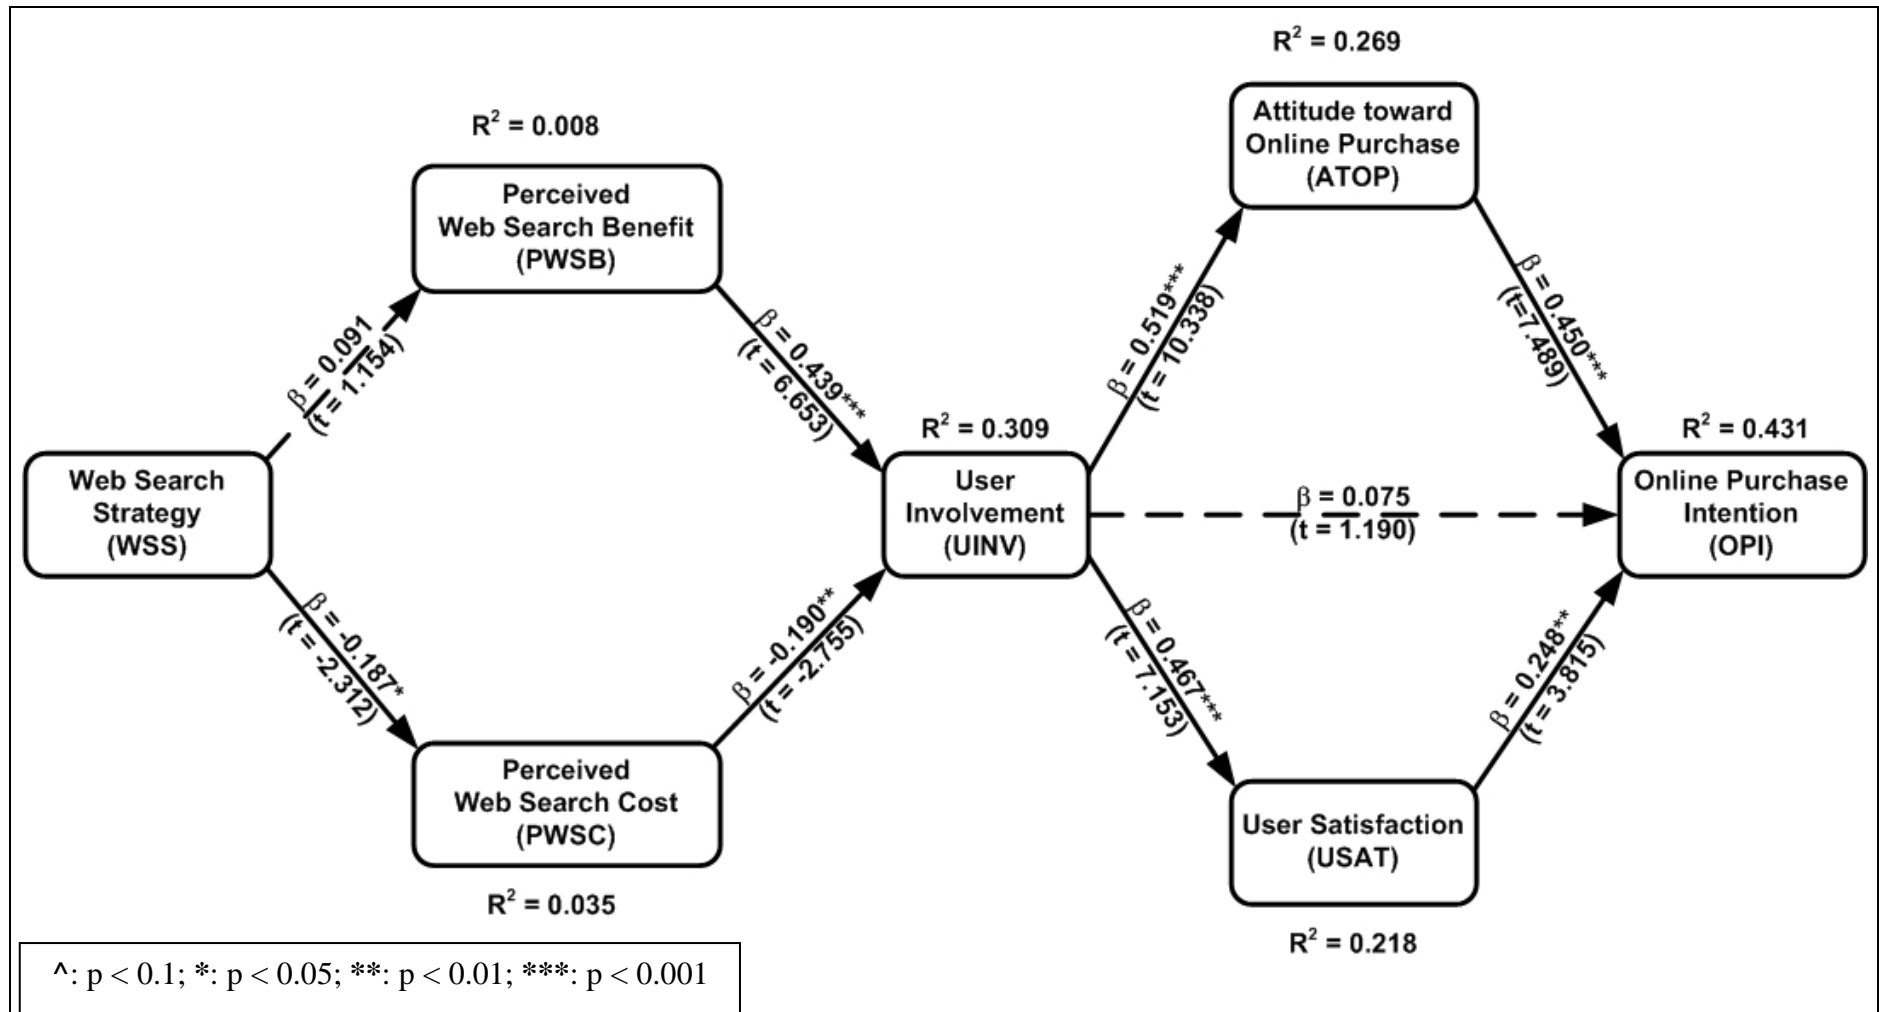 R² = 0.269
Attitude toward
Online Purchase
(ATOP)
R² = 0.008
Perceived
Web Search Benefit
(PWSB)
β = 0.091
(t = 1.154)
β = 0.439***
(t = 6.653)
β = 0.519***
(t = 10.338)
β = 0.450***
(t=7.489)
Web Search
Strategy
(WSS)
R² = 0.309
User
Involvement
(UINV)
β = 0.075
(t = 1.190)
R² = 0.431
Online Purchase
Intention
(OPI)
β = -0.187*
(t = -2.312)
β = -0.190**
(t = -2.755)
β = 0.467***
(t = 7.153)
β = 0.248**
(t = 3.815)
Perceived
Web Search Cost
(PWSC)
R² = 0.035
User Satisfaction
(USAT)
R² = 0.218
^: p < 0.1; *: p < 0.05; **: p < 0.01; ***: p < 0.001